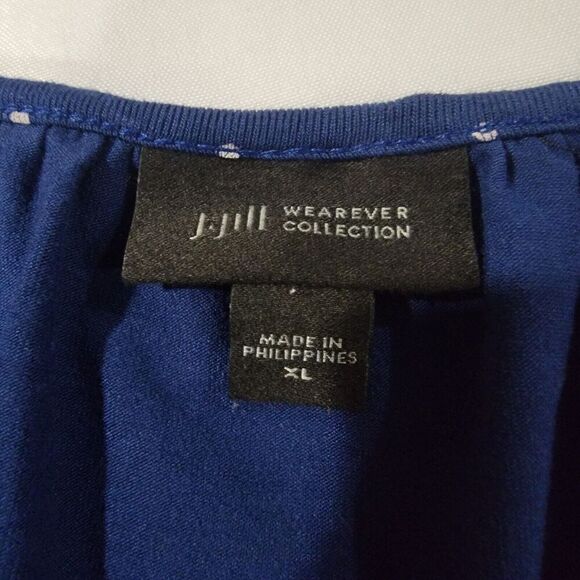 J.Jill WEAREVER
COLLECTION
MADE IN
PHILIPPINES
XL